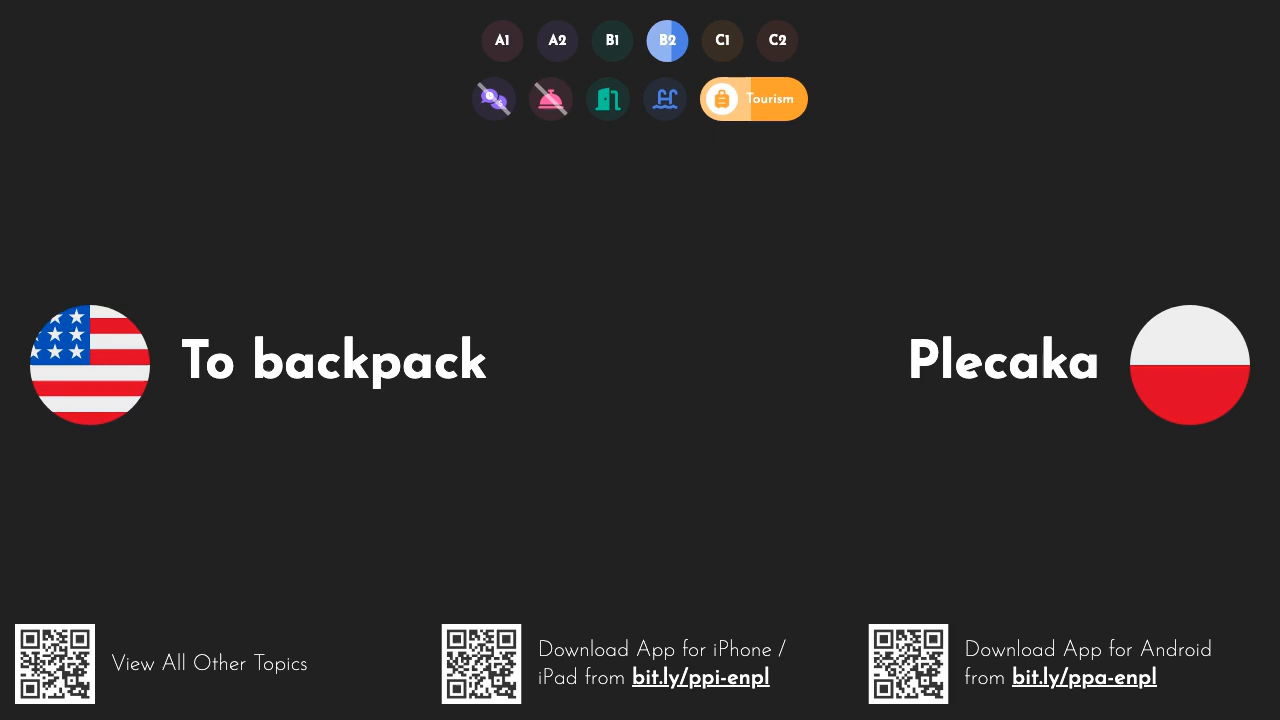 A1 A2 B1 B2 C1 C2
Tourism
To backpack
Plecaka
View All Other Topics
Download App for iPhone /
iPad from bit.ly/ppi-enpl
Download App for Android
from bit.ly/ppa-enpl